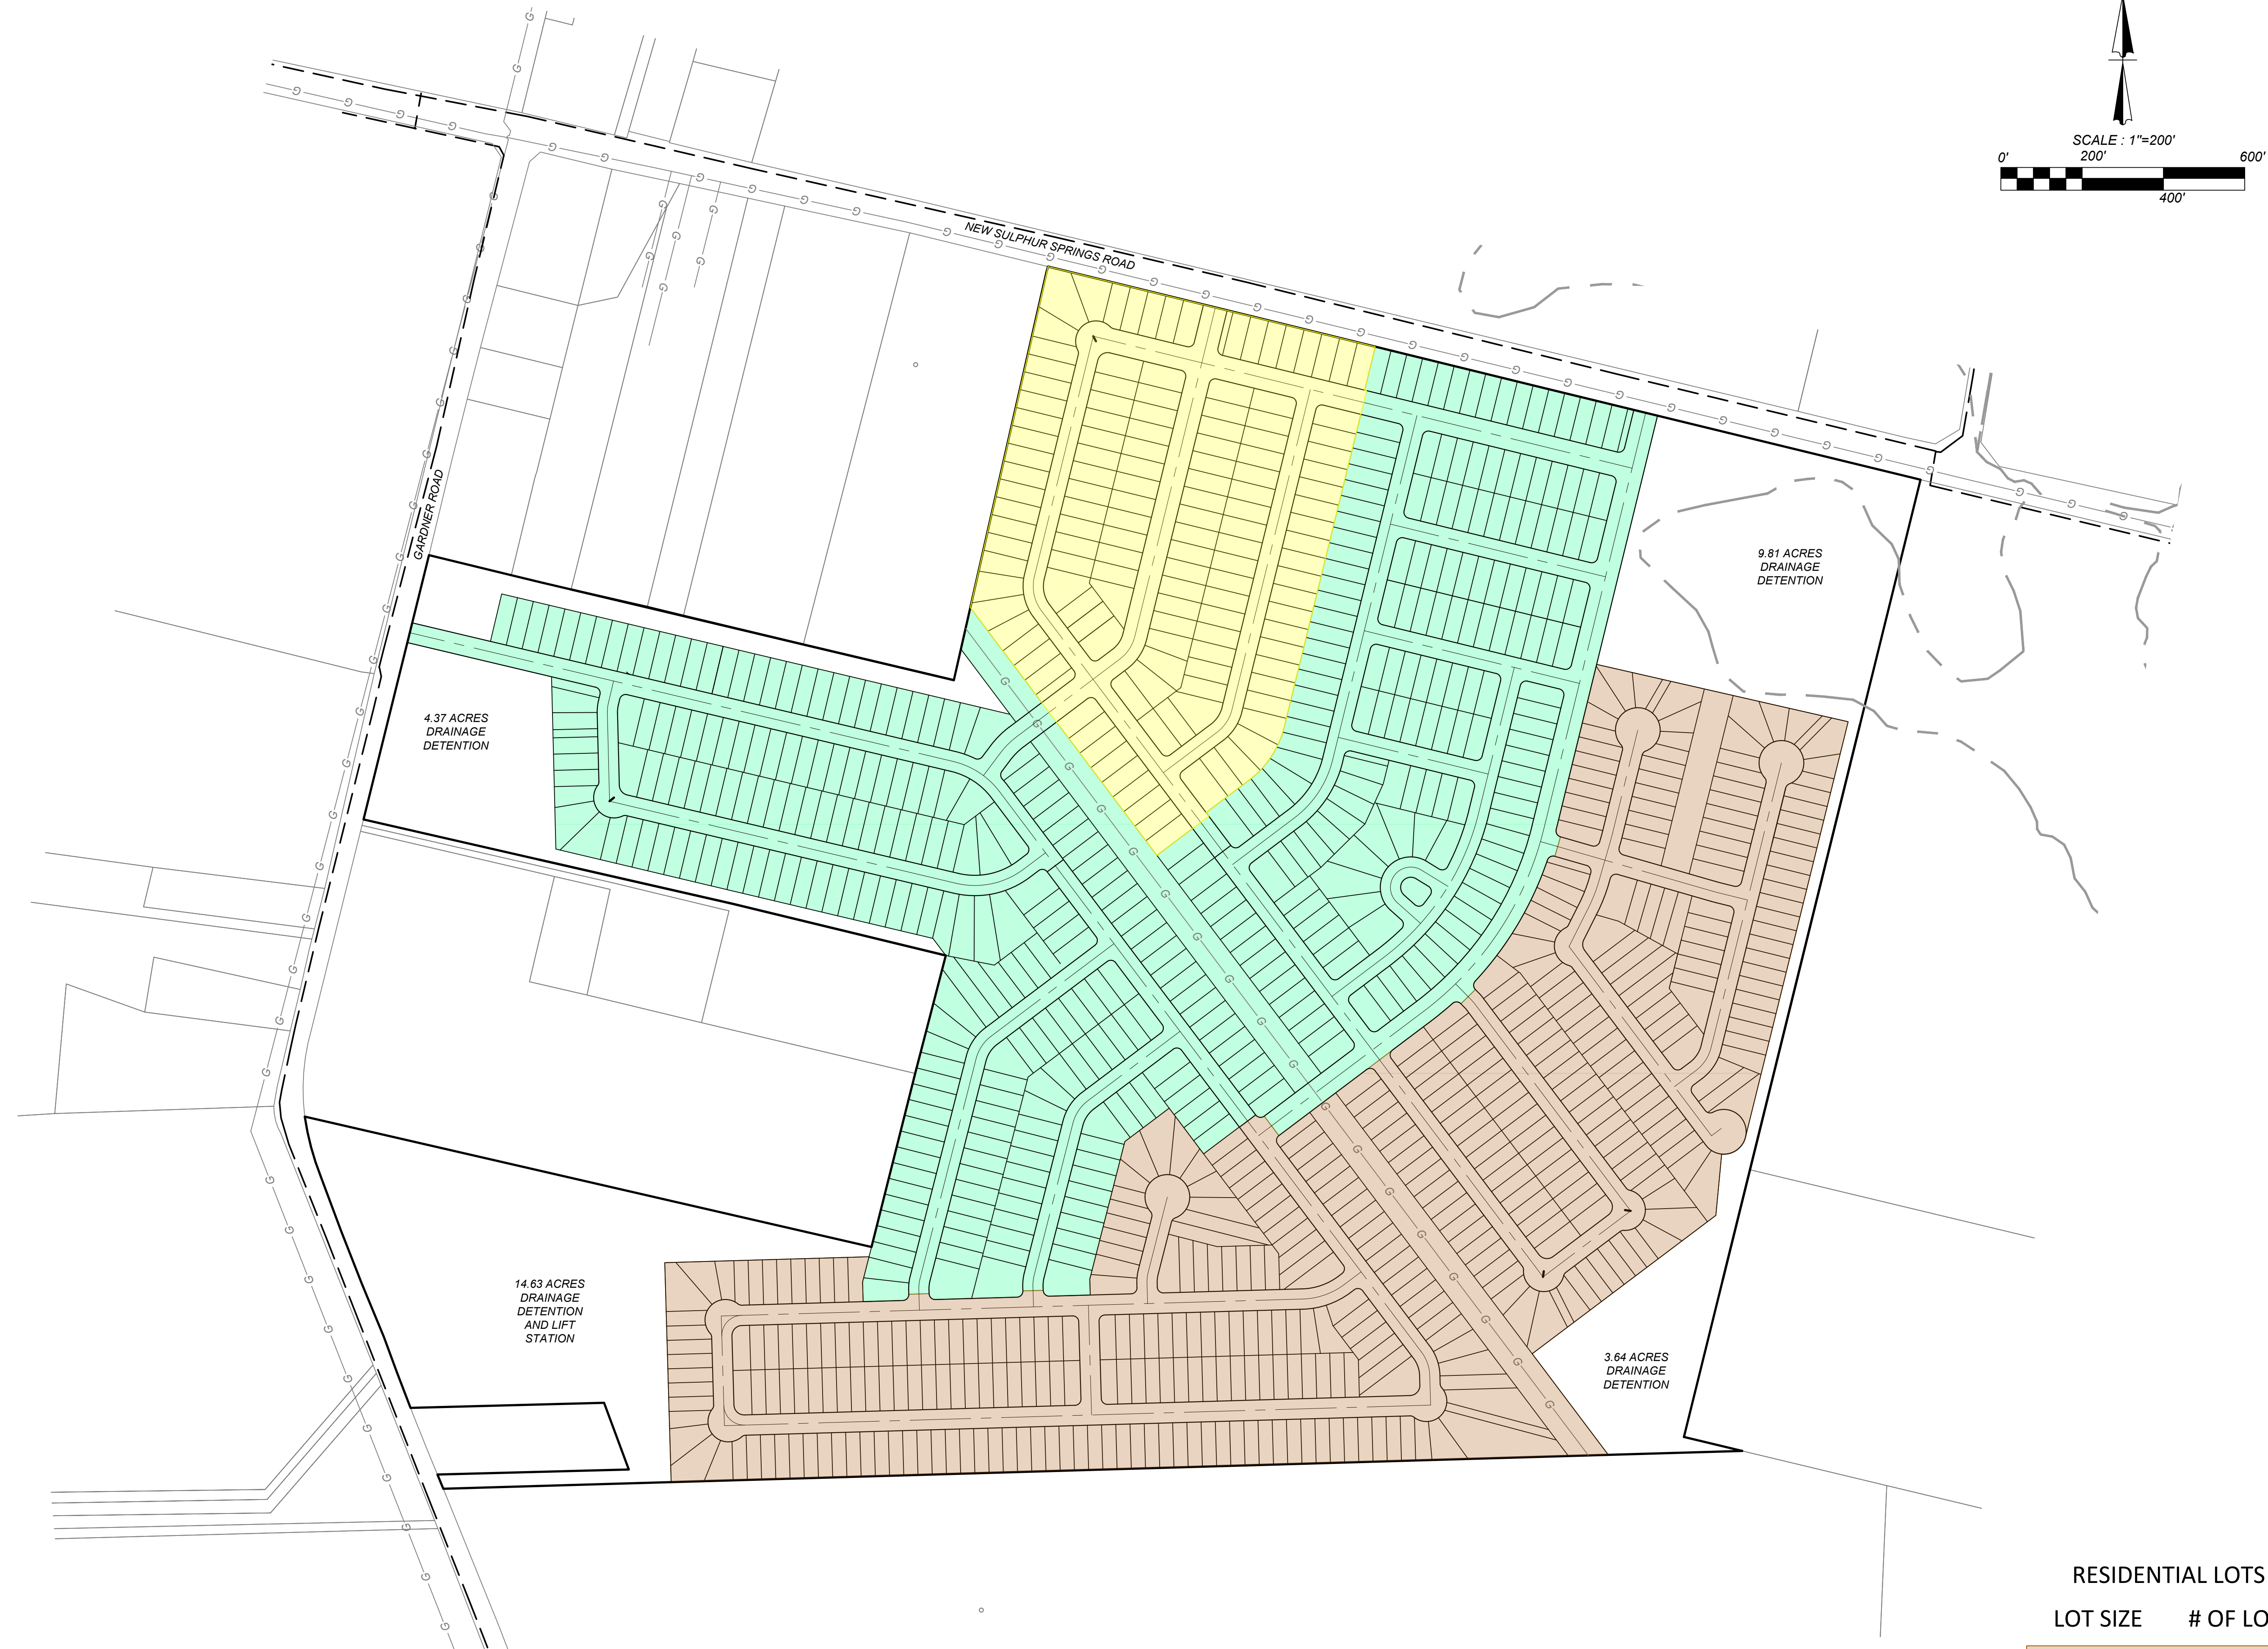 SCALE : 1"=200'
0'
200'
600'
400'
NEW SULPHUR SPRINGS ROAD
GARDNER ROAD
9.81 ACRES
DRAINAGE
DETENTION
4.37 ACRES
DRAINAGE
DETENTION
14.63 ACRES
DRAINAGE
DETENTION
AND LIFT
STATION
3.64 ACRES
DRAINAGE
DETENTION
RESIDENTIAL LOTS
LOT SIZE # OF LO